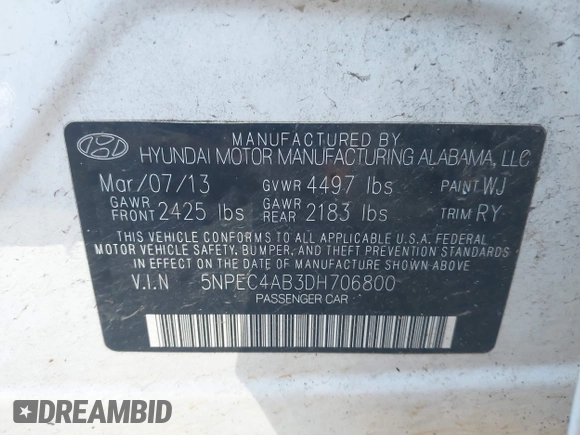 MANUFACTURED BY
HYUNDAI MOTOR MANUFACTURING ALABAMA, LLC
Mar/07/13 GVWR 4497 lbs PAINT WJ
GAWR FRONT 2425 lbs GAWR REAR 2183 lbs TRIM RY
THIS VEHICLE CONFORMS TO ALL APPLICABLE U.S.A. FEDERAL
MOTOR VEHICLE SAFETY, BUMPER, AND THEFT PREVENTION
STANDARDS IN EFFECT ON THE DATE OF MANUFACTURE SHOWN ABOVE
V.I.N 5NPEC4AB3DH706800
PASSENGER CAR
DREAMBID